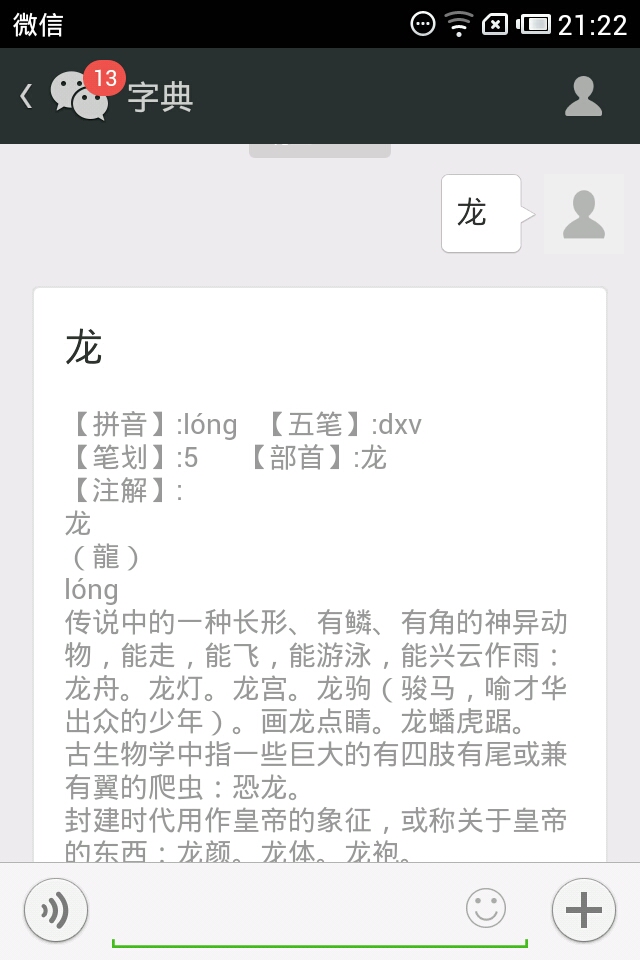 微信
21:22
13
字典
龙
龙
【拼音】:lóng 【五笔】:dxv
【笔划】:5 【部首】:龙
【注解】:
龙
（龍）
lóng
传说中的一种长形、有鳞、有角的神异动
物，能走，能飞，能游泳，能兴云作雨：
龙舟。龙灯。龙宫。龙驹（骏马，喻才华
出众的少年）。画龙点睛。龙蟠虎踞。
古生物学中指一些巨大的有四肢有尾或兼
有翼的爬虫：恐龙。
封建时代用作皇帝的象征，或称关于皇帝
的东西：龙颜。龙体。龙袍。